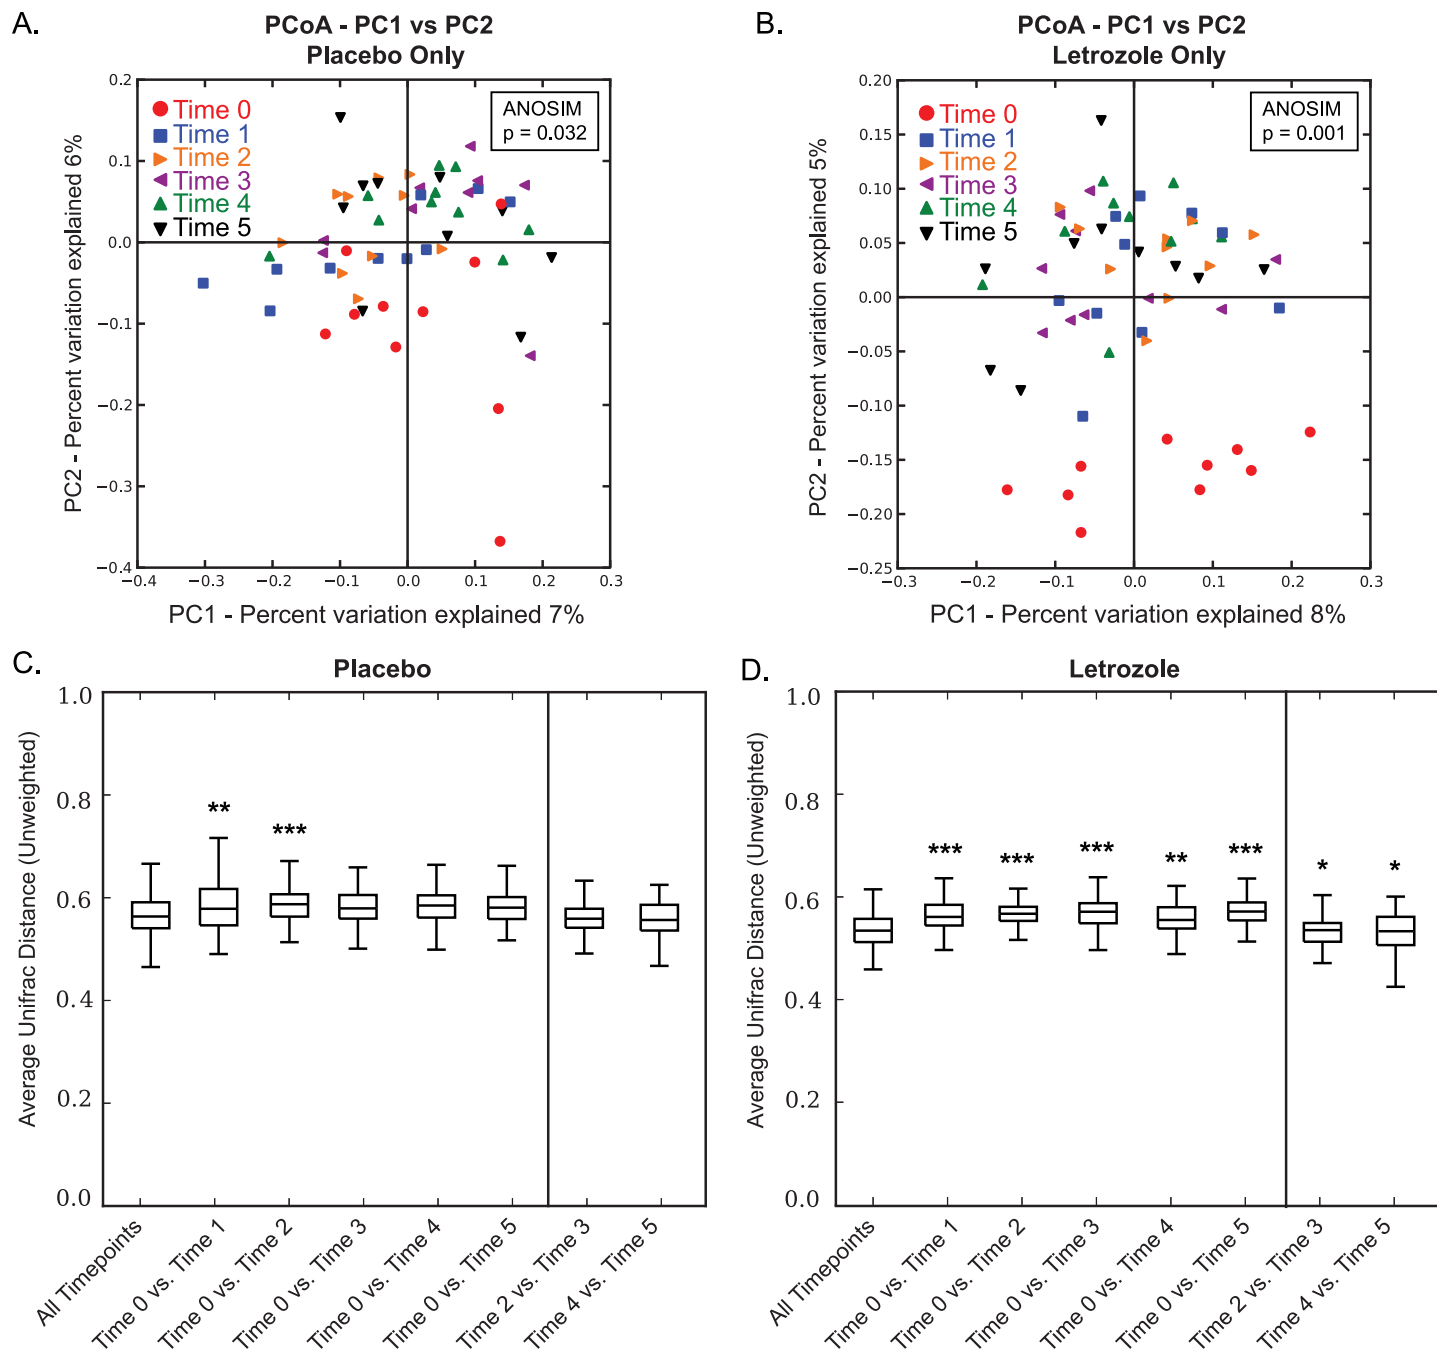 A.
PCoA - PC1 vs PC2
Placebo Only
0.2
0.1
0.0
−0.1
−0.2
−0.3
−0.4
PC2 - Percent variation explained 6%
Time 0
Time 1
Time 2
Time 3
Time 4
Time 5
ANOSIM
p = 0.032
−0.4 −0.3 −0.2 −0.1 0.0 0.1 0.2 0.3
PC1 - Percent variation explained 7%
B.
PCoA - PC1 vs PC2
Letrozole Only
0.20
0.15
0.10
0.05
0.00
−0.05
−0.10
−0.15
−0.20
−0.25
PC2 - Percent variation explained 5%
Time 0
Time 1
Time 2
Time 3
Time 4
Time 5
ANOSIM
p = 0.001
−0.3 −0.2 −0.1 0.0 0.1 0.2 0.3
PC1 - Percent variation explained 8%
C.
Placebo
1.0
0.8
0.6
0.4
0.2
0.0
Average Unifrac Distance (Unweighted)
** ***
All Timepoints
Time 0 vs. Time 1
Time 0 vs. Time 2
Time 0 vs. Time 3
Time 0 vs. Time 4
Time 0 vs. Time 5
Time 2 vs. Time 3
Time 4 vs. Time 5
D.
Letrozole
1.0
0.8
0.6
0.4
0.2
0.0
Average Unifrac Distance (Unweighted)
*** *** *** ** *** * *
All Timepoints
Time 0 vs. Time 1
Time 0 vs. Time 2
Time 0 vs. Time 3
Time 0 vs. Time 4
Time 0 vs. Time 5
Time 2 vs. Time 3
Time 4 vs. Time 5